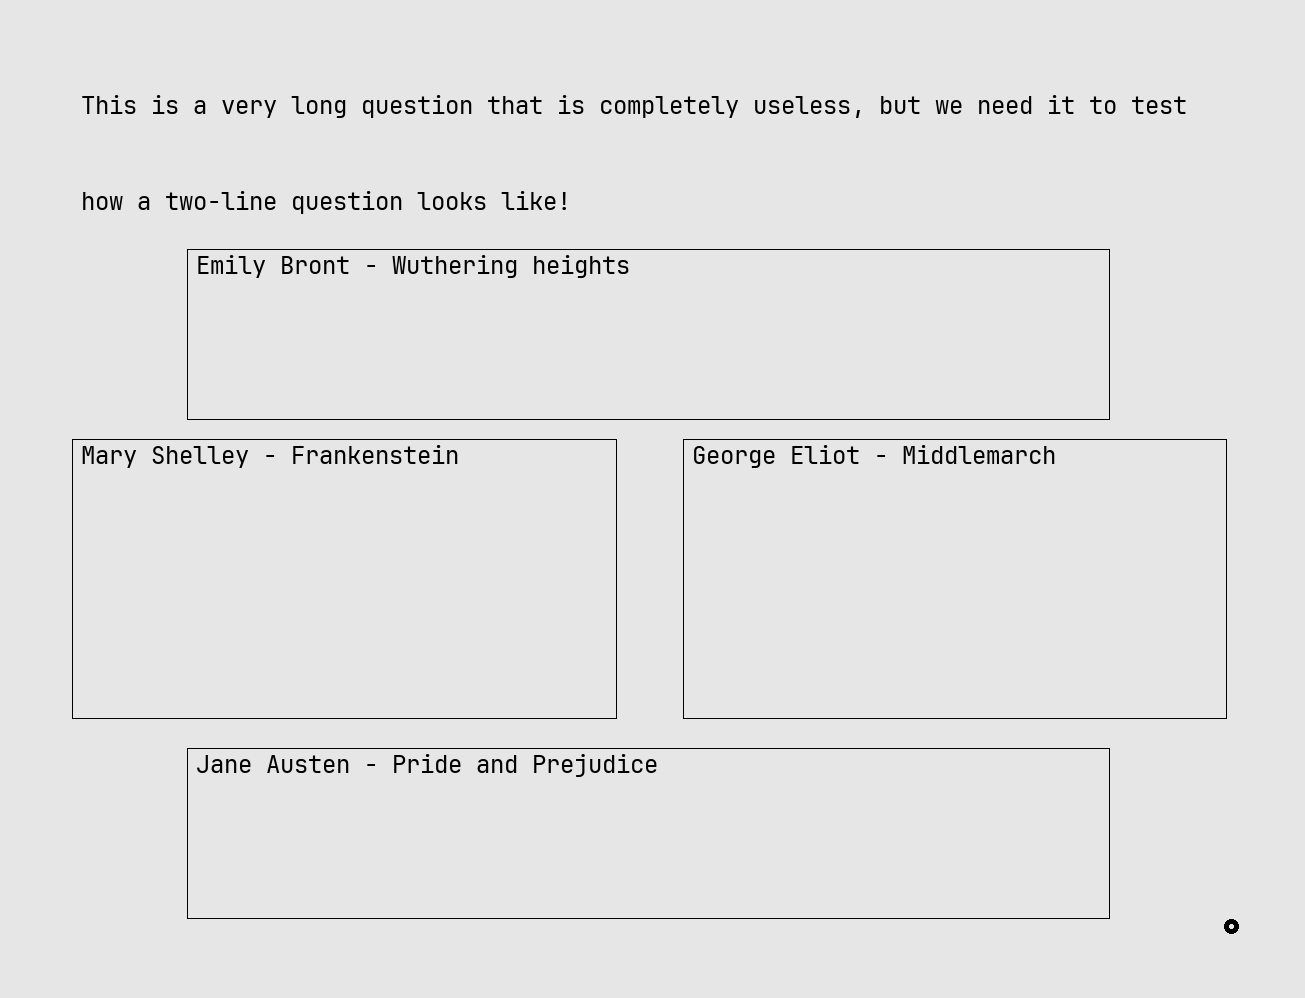 This is a very long question that is completely useless, but we need it to test
how a two-line question looks like!
Emily Bront - Wuthering heights
Mary Shelley - Frankenstein
George Eliot - Middlemarch
Jane Austen - Pride and Prejudice